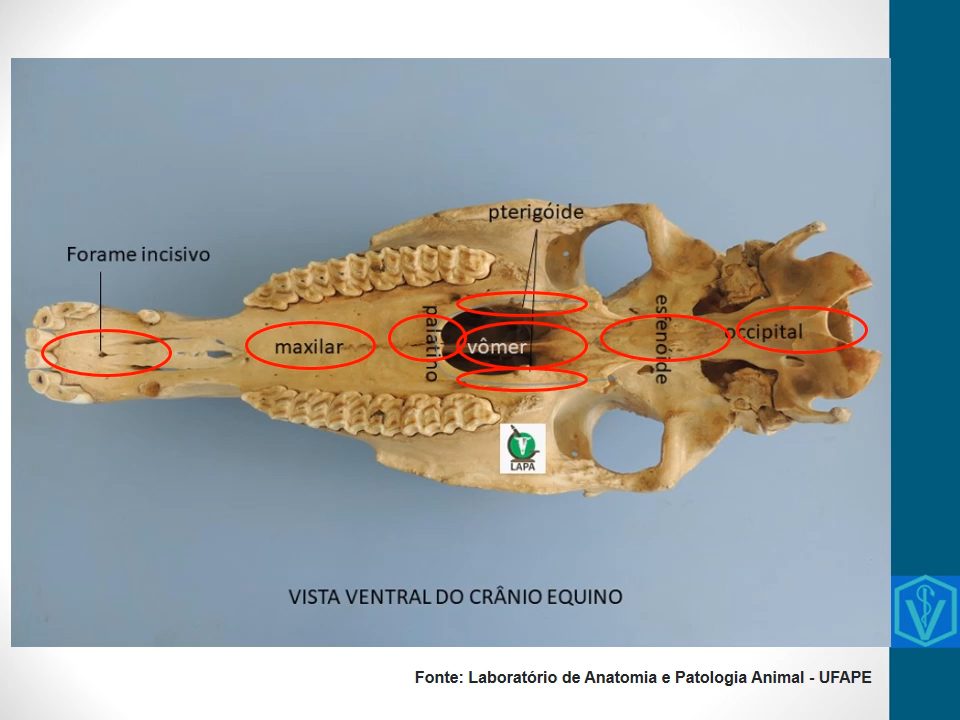 pterigóide
Forame incisivo
maxilar
palatino
vômer
esfenóide
occipital
LAPA
VISTA VENTRAL DO CRÂNIO EQUINO
V
Fonte: Laboratório de Anatomia e Patologia Animal - UFAPE